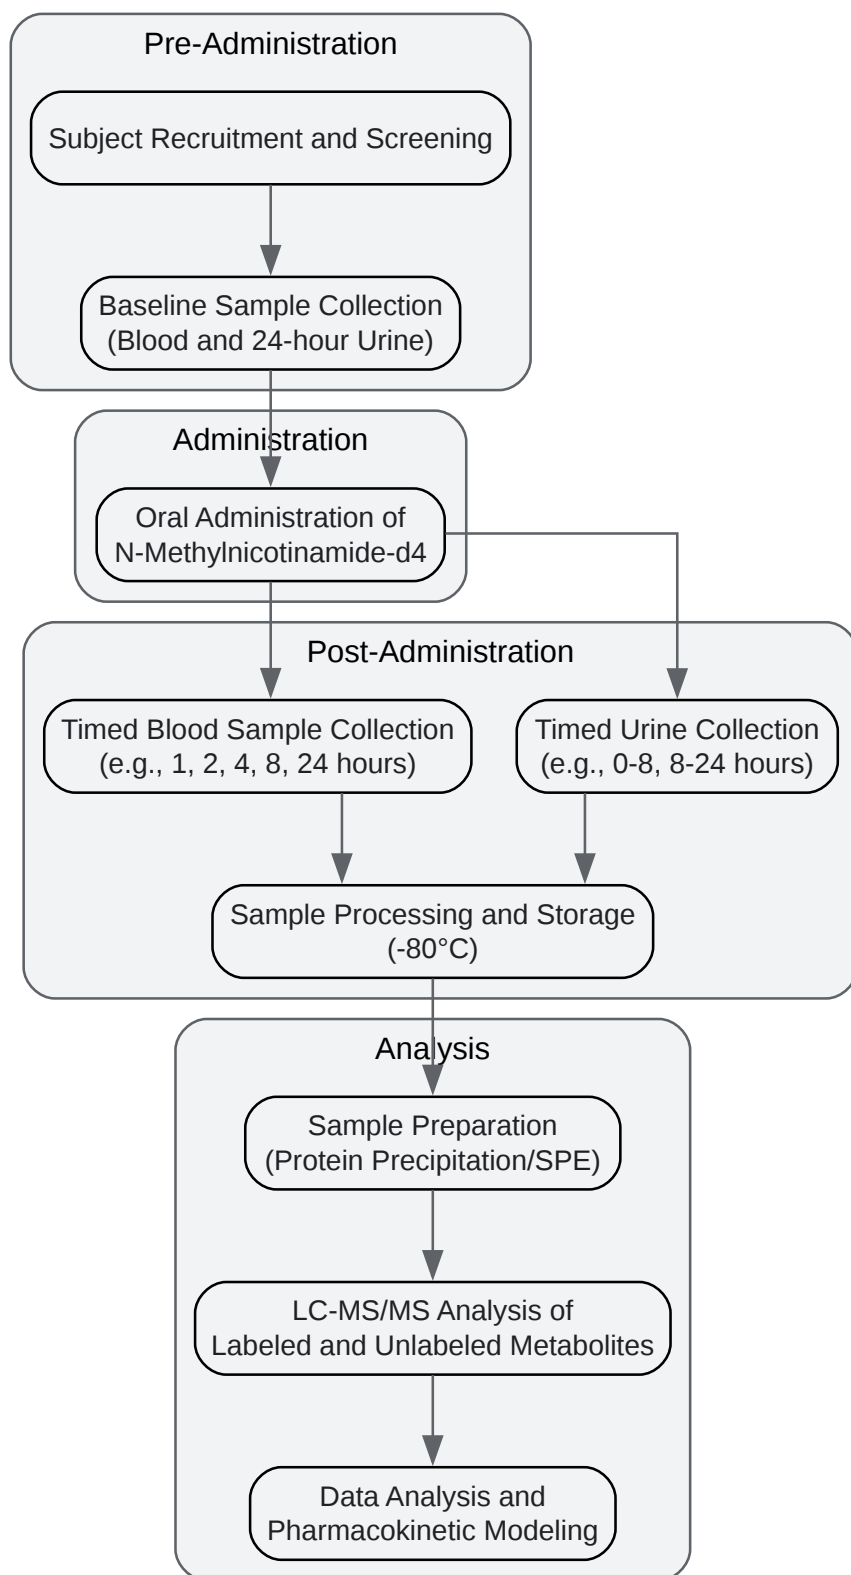 Pre-Administration
Subject Recruitment and Screening
Baseline Sample Collection
(Blood and 24-hour Urine)
Administration
Oral Administration of
N-Methylnicotinamide-d4
Post-Administration
Timed Blood Sample Collection
(e.g., 1, 2, 4, 8, 24 hours)
Timed Urine Collection
(e.g., 0-8, 8-24 hours)
Sample Processing and Storage
(-80°C)
Analysis
Sample Preparation
(Protein Precipitation/SPE)
LC-MS/MS Analysis of
Labeled and Unlabeled Metabolites
Data Analysis and
Pharmacokinetic Modeling